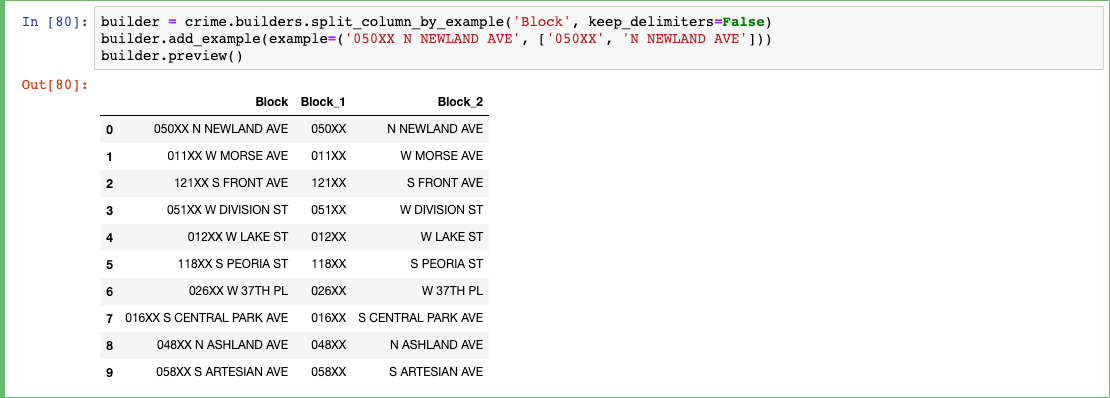 In [80]: builder = crime.builders.split_column_by_example('Block', keep_delimiters=False)
builder.add_example(example=('050XX N NEWLAND AVE', ['050XX', 'N NEWLAND AVE']))
builder.preview()
Out[80]:
Block Block_1 Block_2
0 050XX N NEWLAND AVE 050XX N NEWLAND AVE
1 011XX W MORSE AVE 011XX W MORSE AVE
2 121XX S FRONT AVE 121XX S FRONT AVE
3 051XX W DIVISION ST 051XX W DIVISION ST
4 012XX W LAKE ST 012XX W LAKE ST
5 118XX S PEORIA ST 118XX S PEORIA ST
6 026XX W 37TH PL 026XX W 37TH PL
7 016XX S CENTRAL PARK AVE 016XX S CENTRAL PARK AVE
8 048XX N ASHLAND AVE 048XX N ASHLAND AVE
9 058XX S ARTESIAN AVE 058XX S ARTESIAN AVE